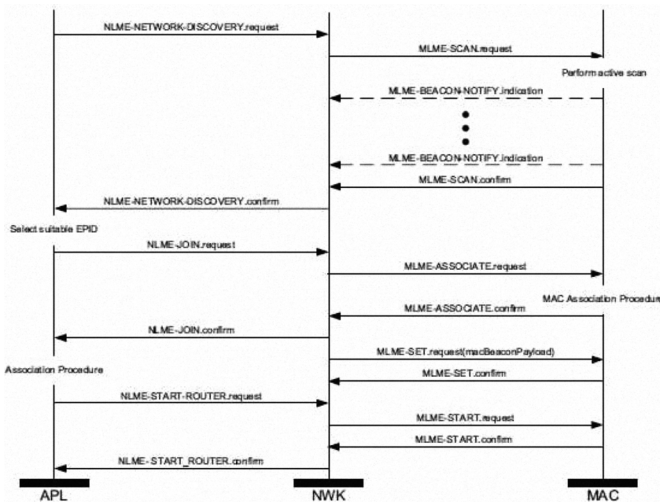 NLME-NETWORK-DISCOVERY.request
MLME-SCAN.request
Perform active scan
MLME-BEACON-NOTIFY.indication
MLME-BEACON-NOTIFY.indication
MLME-SCAN.confirm
NLME-NETWORK-DISCOVERY.confirm
Select suitable EPID
NLME-JOIN.request
MLME-ASSOCIATE.request
MAC Association Procedure
MLME-ASSOCIATE.confirm
NLME-JOIN.confirm
MLME-SET.request(macBeaconPayload)
Association Procedure
MLME-SET.confirm
NLME-START-ROUTER.request
MLME-START.request
MLME-START.confirm
NLME-START_ROUTER.confirm
APL NWK MAC